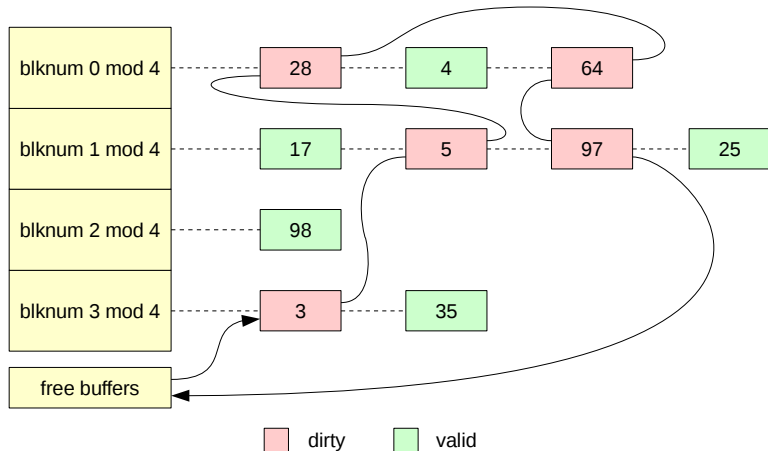 blknum 0 mod 4 28 4 64
blknum 1 mod 4 17 5 97 25
blknum 2 mod 4 98
blknum 3 mod 4 3 35
free buffers
dirty valid